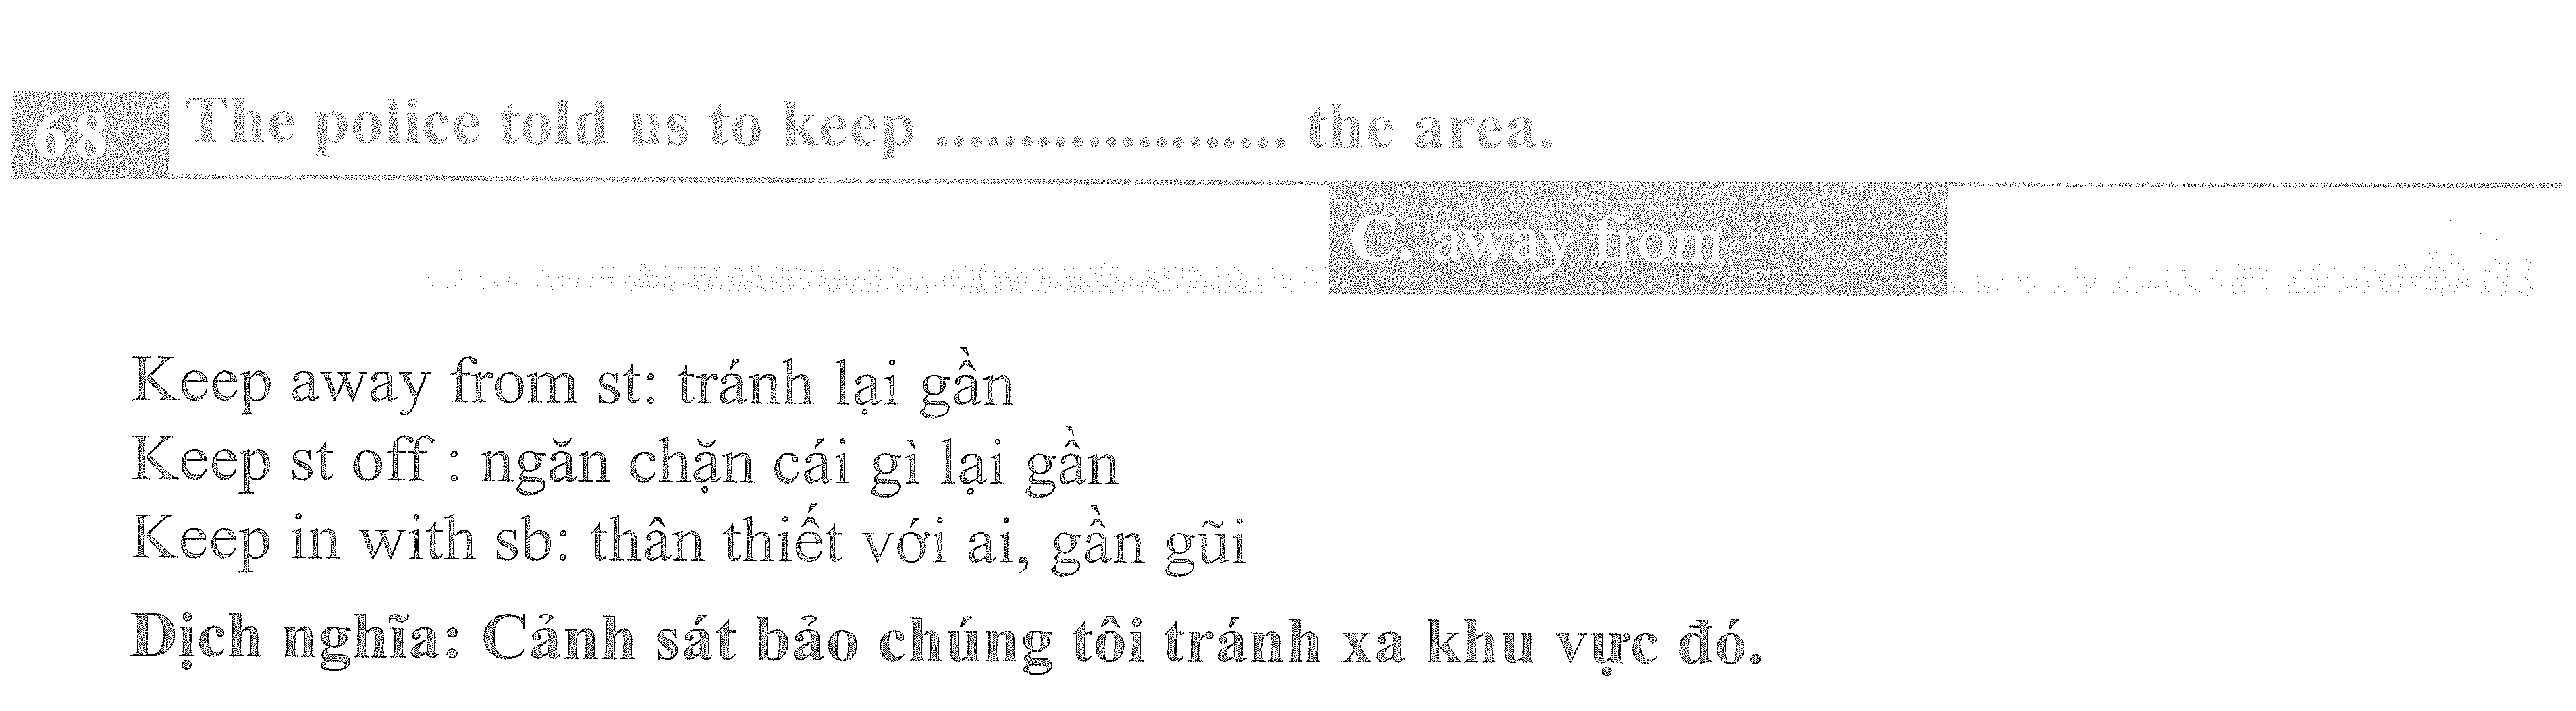 68 The police told us to keep .................... the area.
C. away from
Keep away from st: tránh lại gần
Keep st off : ngăn chặn cái gì lại gần
Keep in with sb: thân thiết với ai, gần gũi
Dịch nghĩa: Cảnh sát bảo chúng tôi tránh xa khu vực đó.